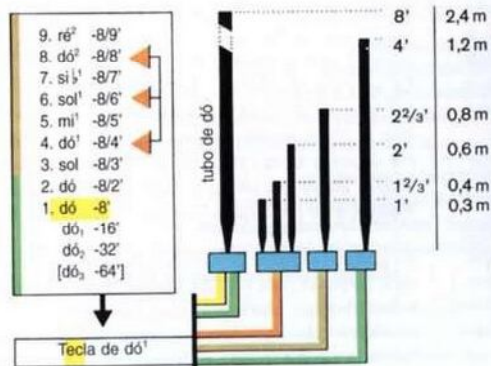 9. ré² -8/9'
8. dó² -8/8'
7. si♭¹ -8/7'
6. sol¹ -8/6'
5. mi¹ -8/5'
4. dó¹ -8/4'
3. sol -8/3'
2. dó -8/2'
1. dó -8'
dó₁ -16'
dó₂ -32'
[dó₃ -64']
Tecla de dó¹
tubo de dó
8' 2,4 m
4' 1,2 m
2²/₃' 0,8 m
2' 0,6 m
1²/₃' 0,4 m
1' 0,3 m